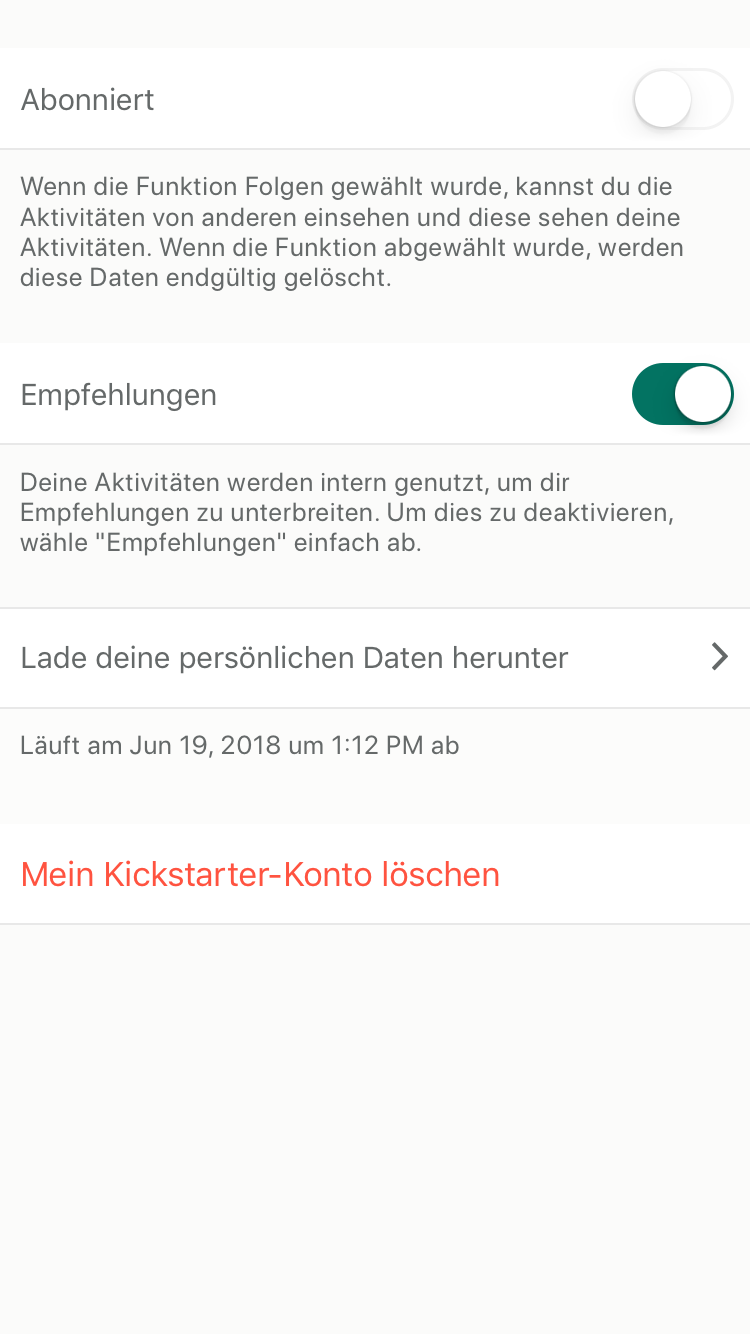 Abonniert
Wenn die Funktion Folgen gewählt wurde, kannst du die
Aktivitäten von anderen einsehen und diese sehen deine
Aktivitäten. Wenn die Funktion abgewählt wurde, werden
diese Daten endgültig gelöscht.
Empfehlungen
Deine Aktivitäten werden intern genutzt, um dir
Empfehlungen zu unterbreiten. Um dies zu deaktivieren,
wähle "Empfehlungen" einfach ab.
Lade deine persönlichen Daten herunter
Läuft am Jun 19, 2018 um 1:12 PM ab
Mein Kickstarter-Konto löschen